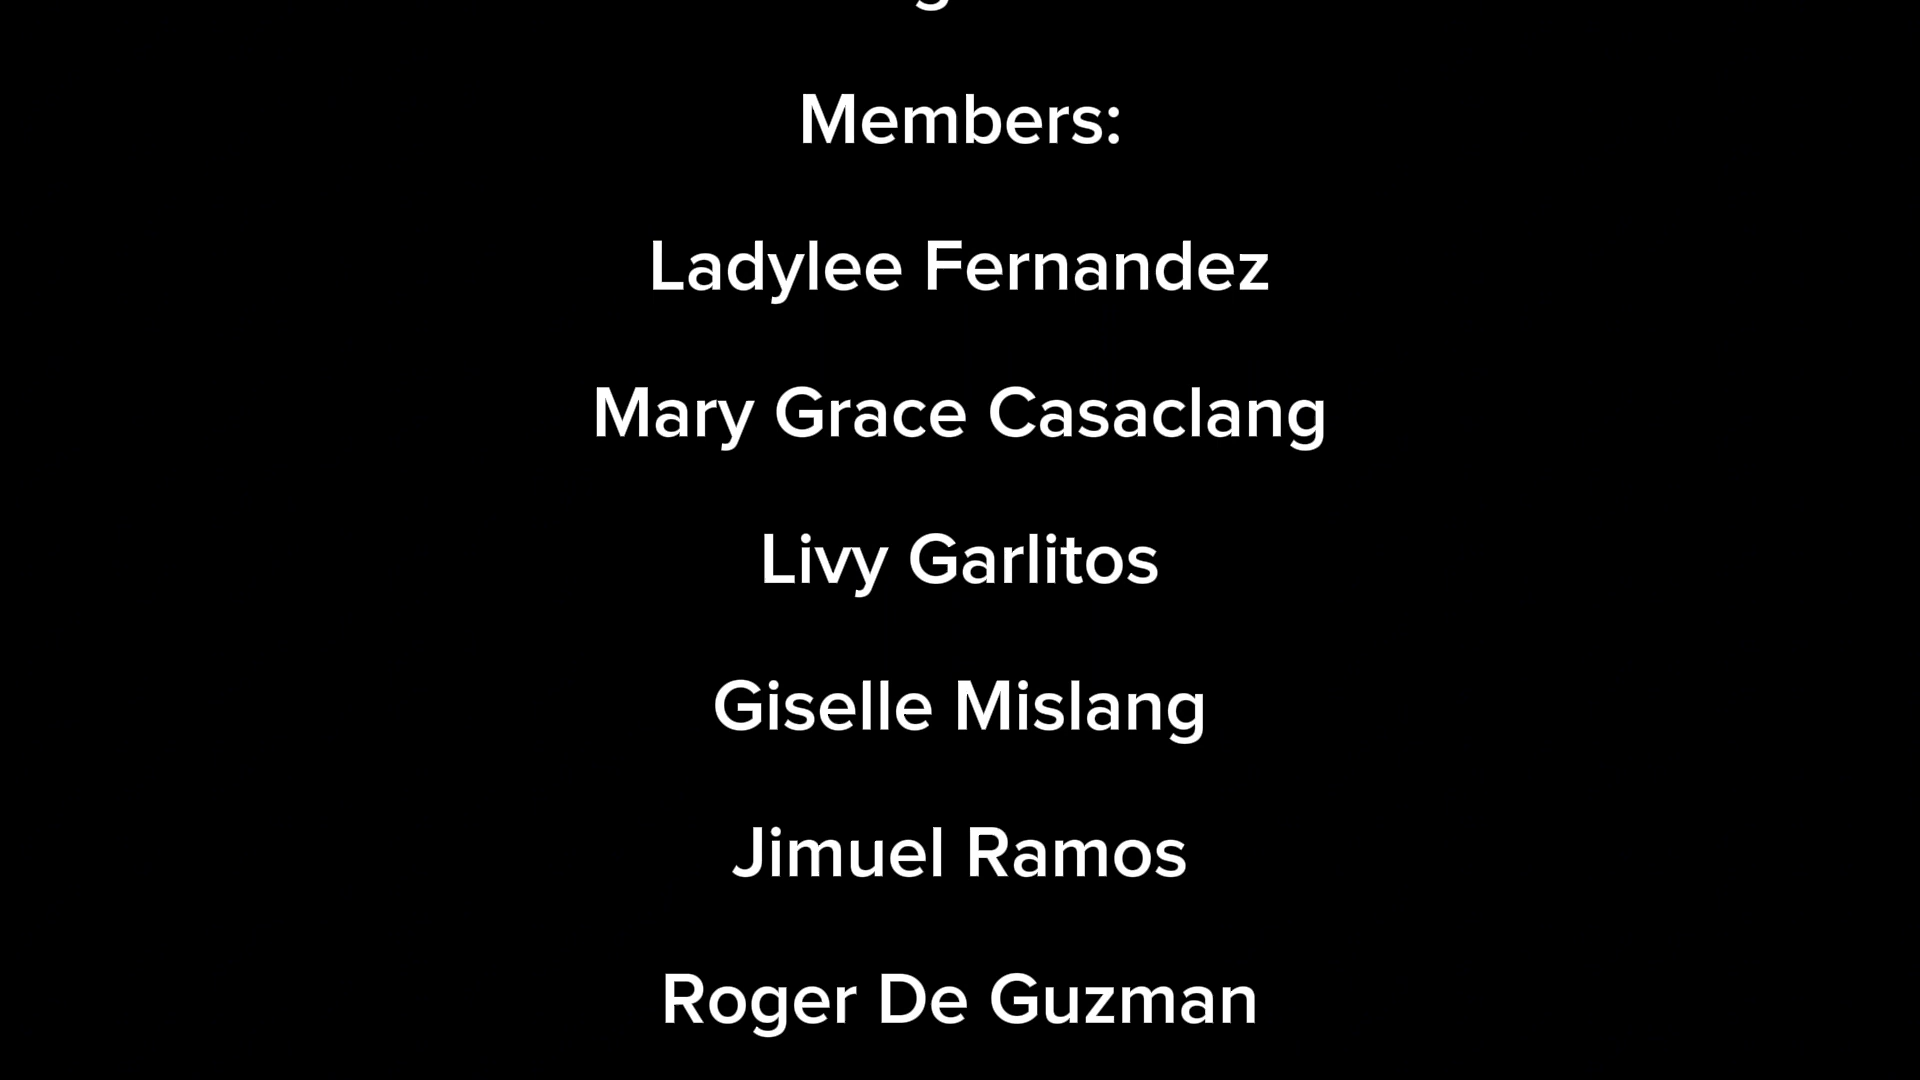 Members:
Ladylee Fernandez
Mary Grace Casaclang
Livy Garlitos
Giselle Mislang
Jimuel Ramos
Roger De Guzman